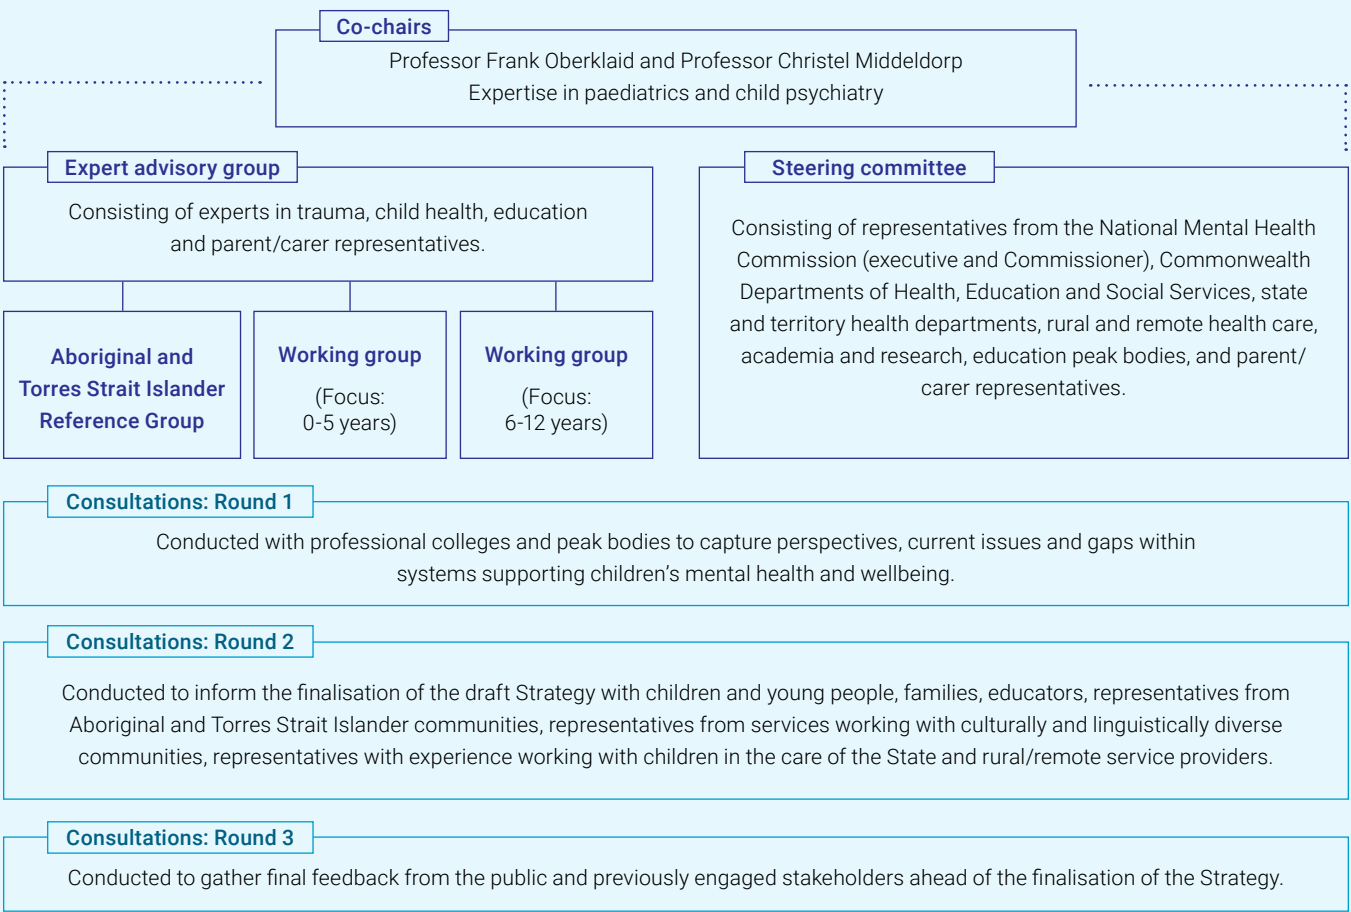 Co-chairs
Professor Frank Oberklaid and Professor Christel Middeldorp
Expertise in paediatrics and child psychiatry
Expert advisory group
Consisting of experts in trauma, child health, education
and parent/carer representatives.
Aboriginal and
Torres Strait Islander
Reference Group
Working group
(Focus:
0-5 years)
Working group
(Focus:
6-12 years)
Steering committee
Consisting of representatives from the National Mental Health
Commission (executive and Commissioner), Commonwealth
Departments of Health, Education and Social Services, state
and territory health departments, rural and remote health care,
academia and research, education peak bodies, and parent/
carer representatives.
Consultations: Round 1
Conducted with professional colleges and peak bodies to capture perspectives, current issues and gaps within
systems supporting children’s mental health and wellbeing.
Consultations: Round 2
Conducted to inform the finalisation of the draft Strategy with children and young people, families, educators, representatives from
Aboriginal and Torres Strait Islander communities, representatives from services working with culturally and linguistically diverse
communities, representatives with experience working with children in the care of the State and rural/remote service providers.
Consultations: Round 3
Conducted to gather final feedback from the public and previously engaged stakeholders ahead of the finalisation of the Strategy.